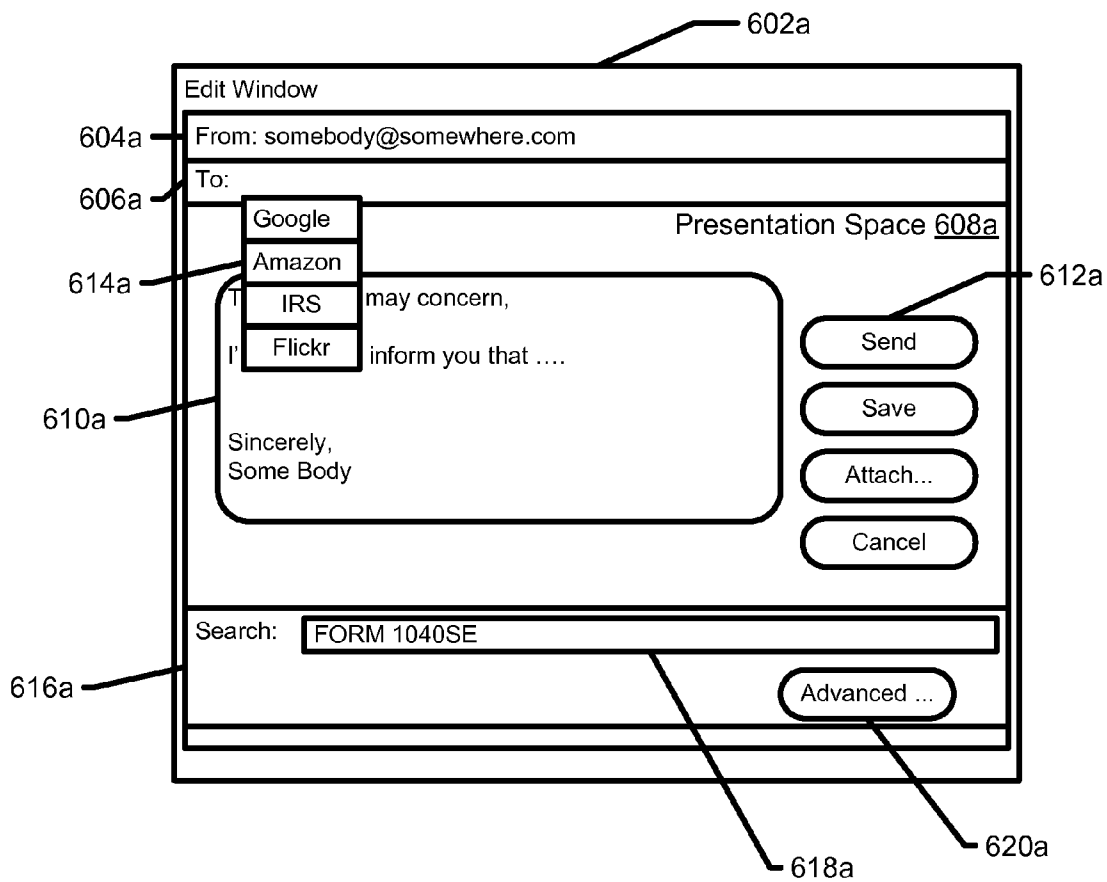 602a
Edit Window
604a
From: somebody@somewhere.com
606a
To:
Google
Presentation Space 608a
614a
Amazon
612a
T
IRS
may concern,
Send
I'
Flickr
inform you that ....
Save
610a
Sincerely,
Some Body
Attach...
Cancel
Search:
FORM 1040SE
616a
Advanced ...
620a
618a